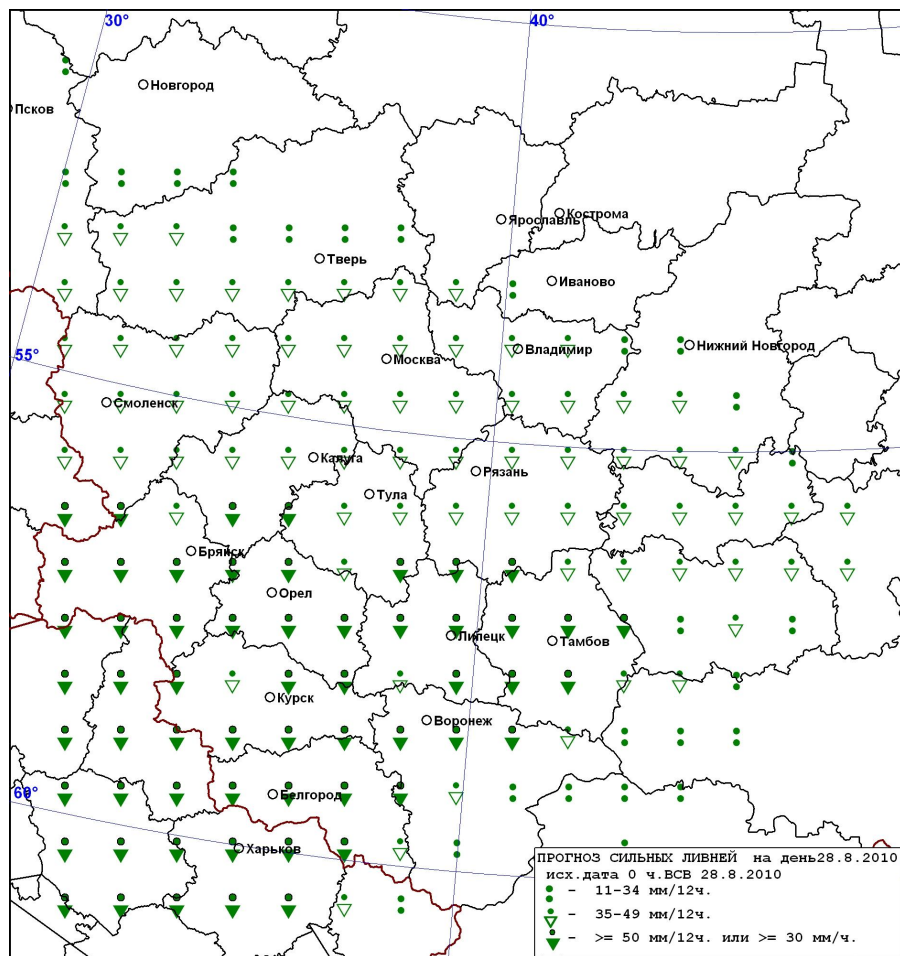 30°
40°
Новгород
Псков
Кострома
Ярославль
Тверь
Иваново
55°
Москва
Владимир
Нижний Новгород
Смоленск
Калуга
Рязань
Тула
Брянск
Орел
Липецк
Тамбов
Курск
Воронеж
60°
Белгород
Харьков
ПРОГНОЗ СИЛЬНЫХ ЛИВНЕЙ на день28.8.2010
исх.дата 0 ч.ВСВ 28.8.2010
- 11-34 мм/12ч.
- 35-49 мм/12ч.
- >= 50 мм/12ч. или >= 30 мм/ч.